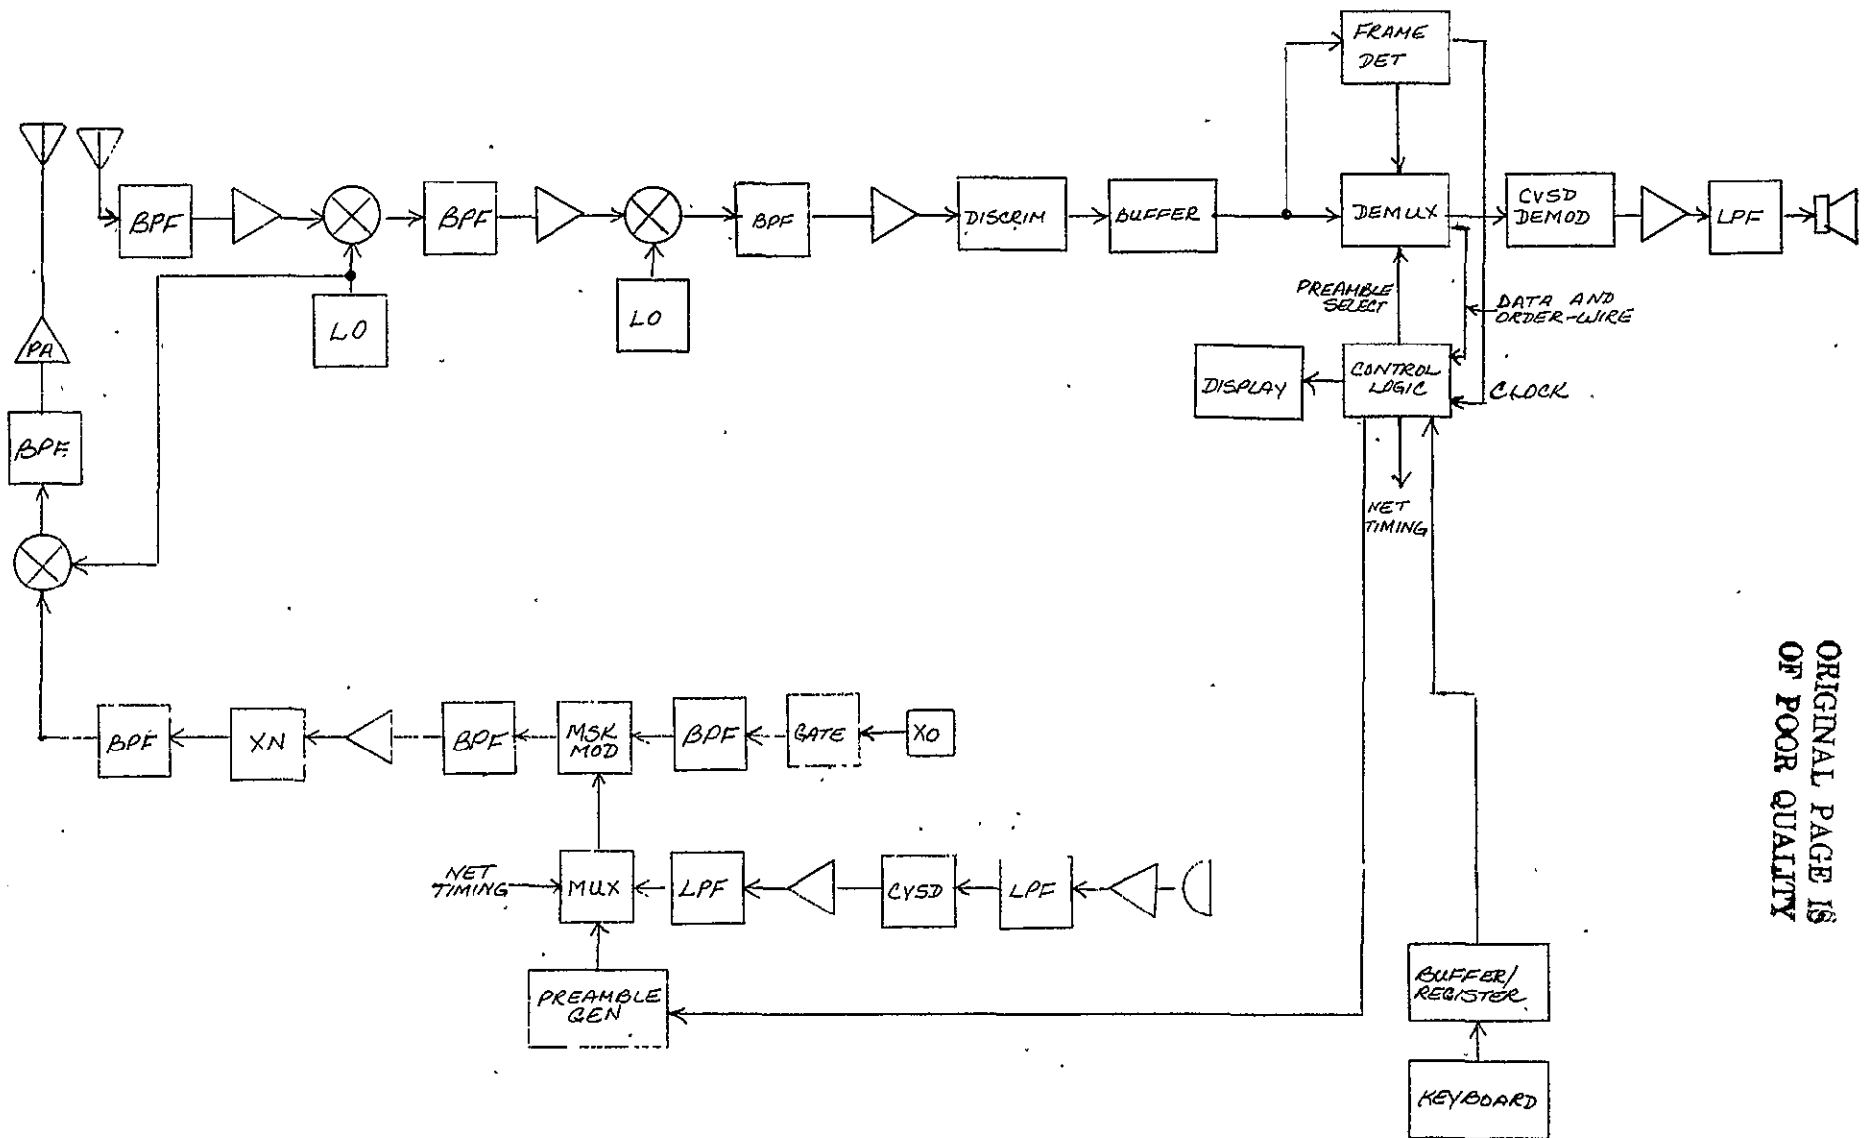 FRAME
DET
BPF
BPF
BPF
DISCRIM
BUFFER
DEMUX
CVSD
DEMOD
LPF
LO
LO
PREAMBLE
SELECT
DATA AND
ORDER-WIRE
PA
DISPLAY
CONTROL
LOGIC
CLOCK
BPF
NET
TIMING
BPF
XN
BPF
MSK
MOD
BPF
GATE
XO
NET
TIMING
MUX
LPF
CVSD
LPF
PREAMBLE
GEN
BUFFER/
REGISTER
KEYBOARD
ORIGINAL PAGE IS
OF POOR QUALITY